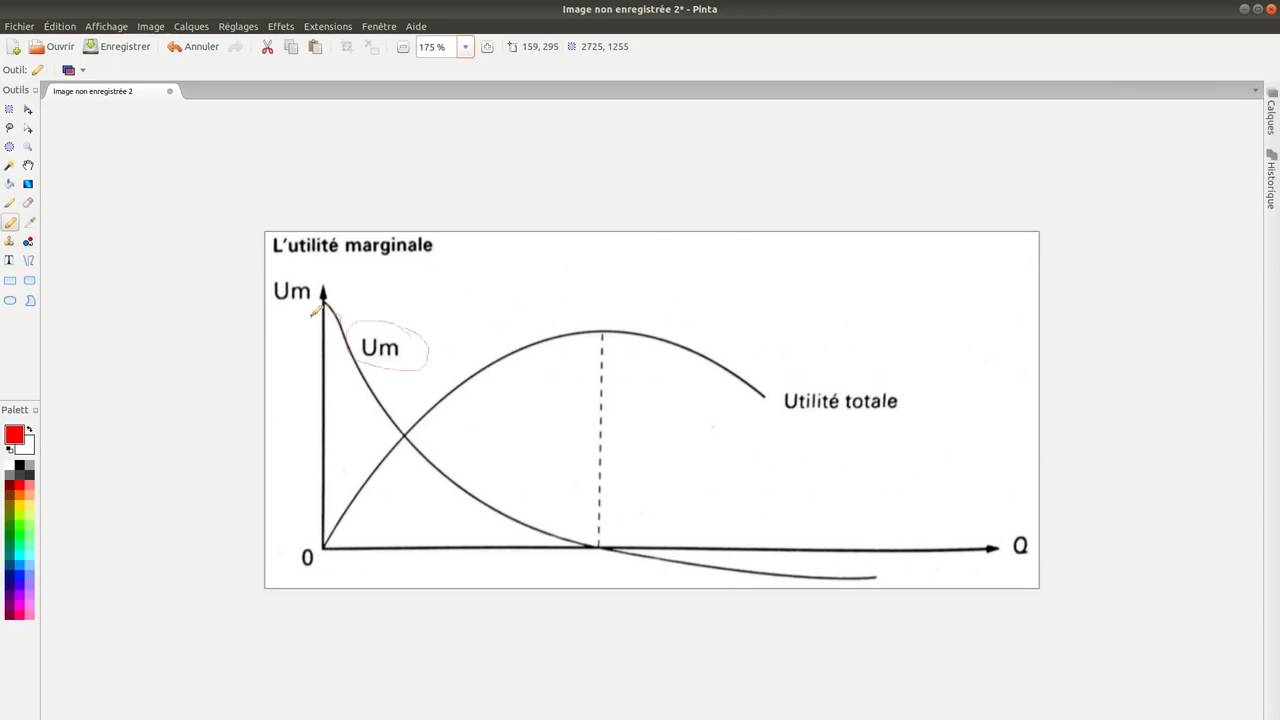 Image non enregistrée 2* - Pinta
Fichier Édition Affichage Image Calques Réglages Effets Extensions Fenêtre Aide
Ouvrir Enregistrer Annuler 175 % 159, 295 2725, 1255
Outil:
Outils Image non enregistrée 2
Calques
Historique
L'utilité marginale
Um
Um
Utilité totale
Palett
0 Q